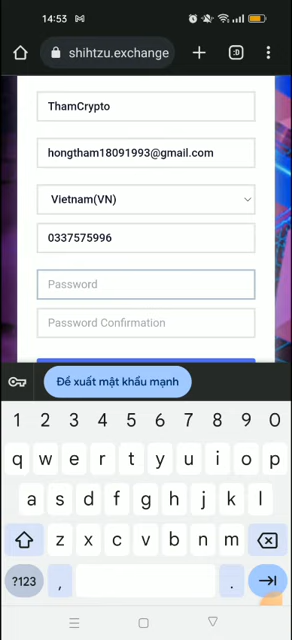 14:53
shihtzu.exchange
:D
ThamCrypto
hongtham18091993@gmail.com
Vietnam(VN)
0337575996
Password
Password Confirmation
Đề xuất mật khẩu mạnh
1 2 3 4 5 6 7 8 9 0
q w e r t y u i o p
a s d f g h j k l
z x c v b n m
?123 , .